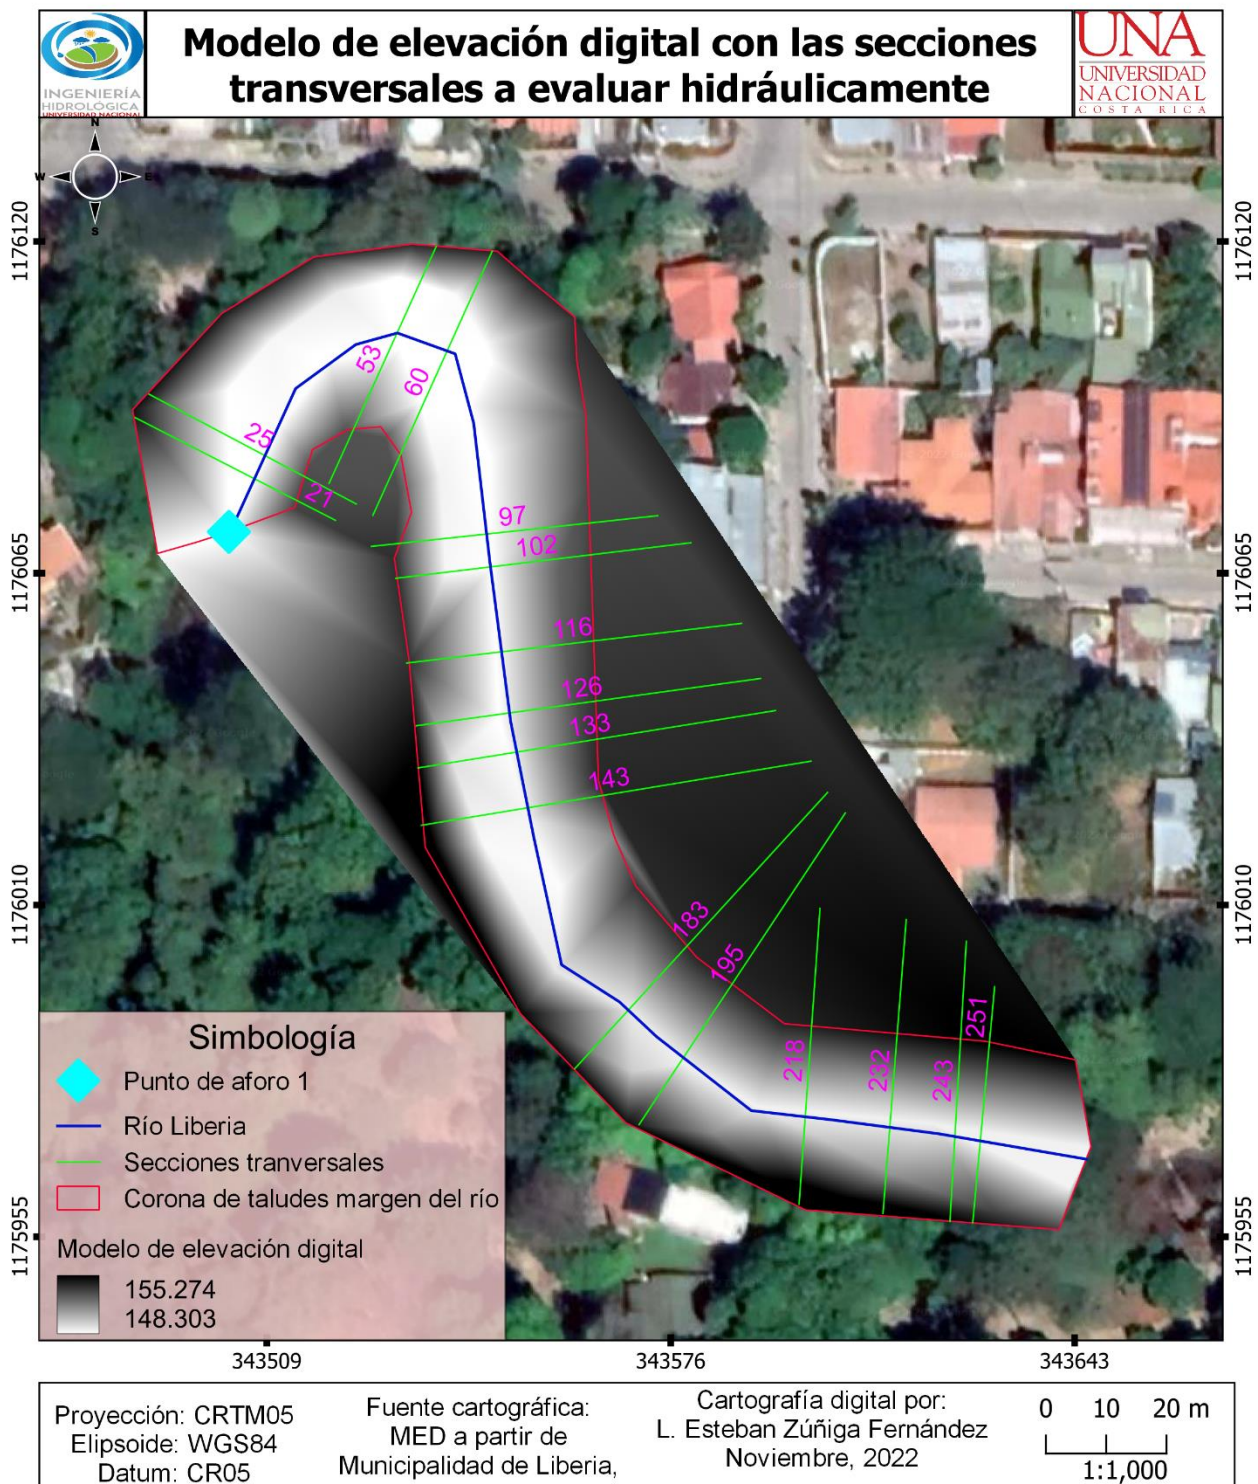 Modelo de elevación digital con las secciones
transversales a evaluar hidráulicamente
INGENIERÍA
HIDROLÓGICA
UNIVERSIDAD NACIONAL
UNA
UNIVERSIDAD
NACIONAL
COSTA RICA
N
W E
S
1176120
1176065
1176010
1175955
1176120
1176065
1176010
1175955
53
60
25
21
97
102
116
126
133
143
183
195
218
232
243
251
Simbología
Punto de aforo 1
Río Liberia
Secciones tranversales
Corona de taludes margen del río
Modelo de elevación digital
155.274
148.303
343509
343576
343643
Proyección: CRTM05
Elipsoide: WGS84
Datum: CR05
Fuente cartográfica:
MED a partir de
Municipalidad de Liberia,
Cartografía digital por:
L. Esteban Zúñiga Fernández
Noviembre, 2022
0 10 20 m
1:1,000